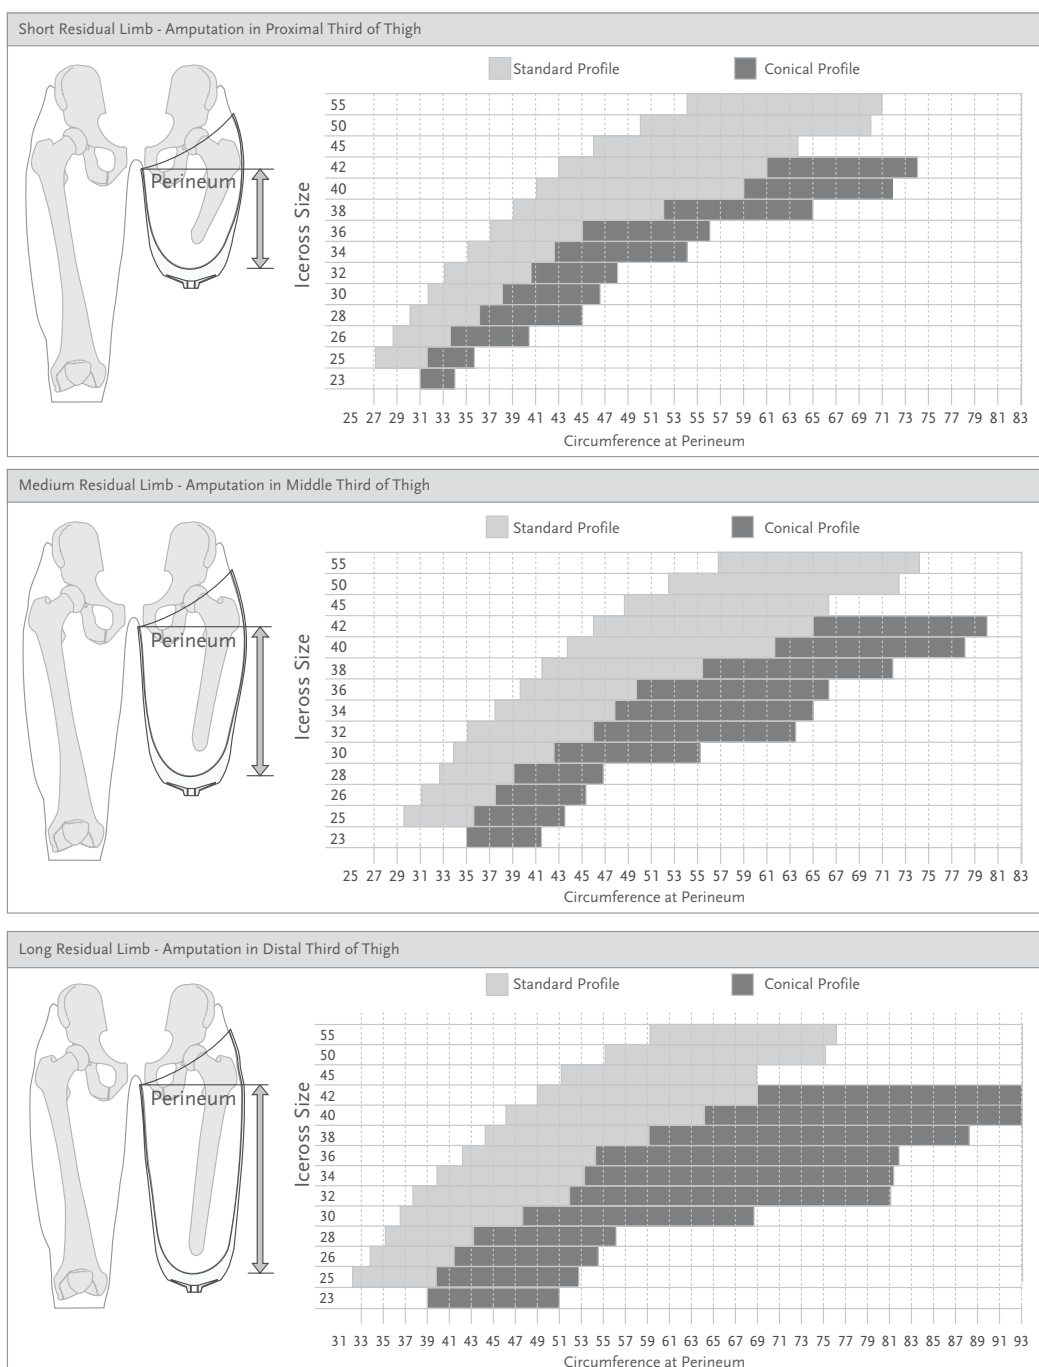 Short Residual Limb - Amputation in Proximal Third of Thigh
Standard Profile
Conical Profile
Perineum
Iceross Size
55
50
45
42
40
38
36
34
32
30
28
26
25
23
25 27 29 31 33 35 37 39 41 43 45 46 49 51 53 55 57 59 61 63 65 67 69 71 73 75 77 79 81 83
Circumference at Perineum
Medium Residual Limb - Amputation in Middle Third of Thigh
Standard Profile
Conical Profile
Perineum
Iceross Size
55
50
45
42
40
38
36
34
32
30
28
26
25
23
25 27 29 31 33 35 37 39 41 43 45 46 49 51 53 55 57 59 61 63 65 67 69 71 73 75 77 79 81 83
Circumference at Perineum
Long Residual Limb - Amputation in Distal Third of Thigh
Standard Profile
Conical Profile
Perineum
Iceross Size
55
50
45
42
40
38
36
34
32
30
28
26
25
23
31 33 35 37 39 41 43 45 47 49 51 53 55 57 59 61 63 65 67 69 71 73 75 77 79 81 83 85 87 89 91 93
Circumference at Perineum